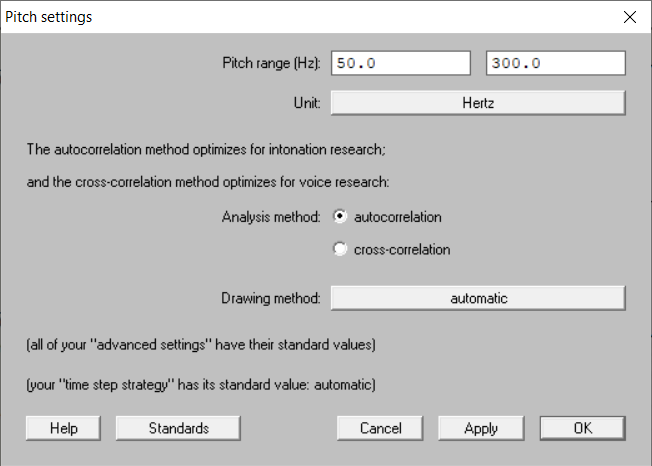 Pitch settings
Pitch range (Hz): 50.0 300.0
Unit: Hertz
The autocorrelation method optimizes for intonation research;
and the cross-correlation method optimizes for voice research:
Analysis method: autocorrelation
cross-correlation
Drawing method: automatic
(all of your "advanced settings" have their standard values)
(your "time step strategy" has its standard value: automatic)
Help Standards Cancel Apply OK